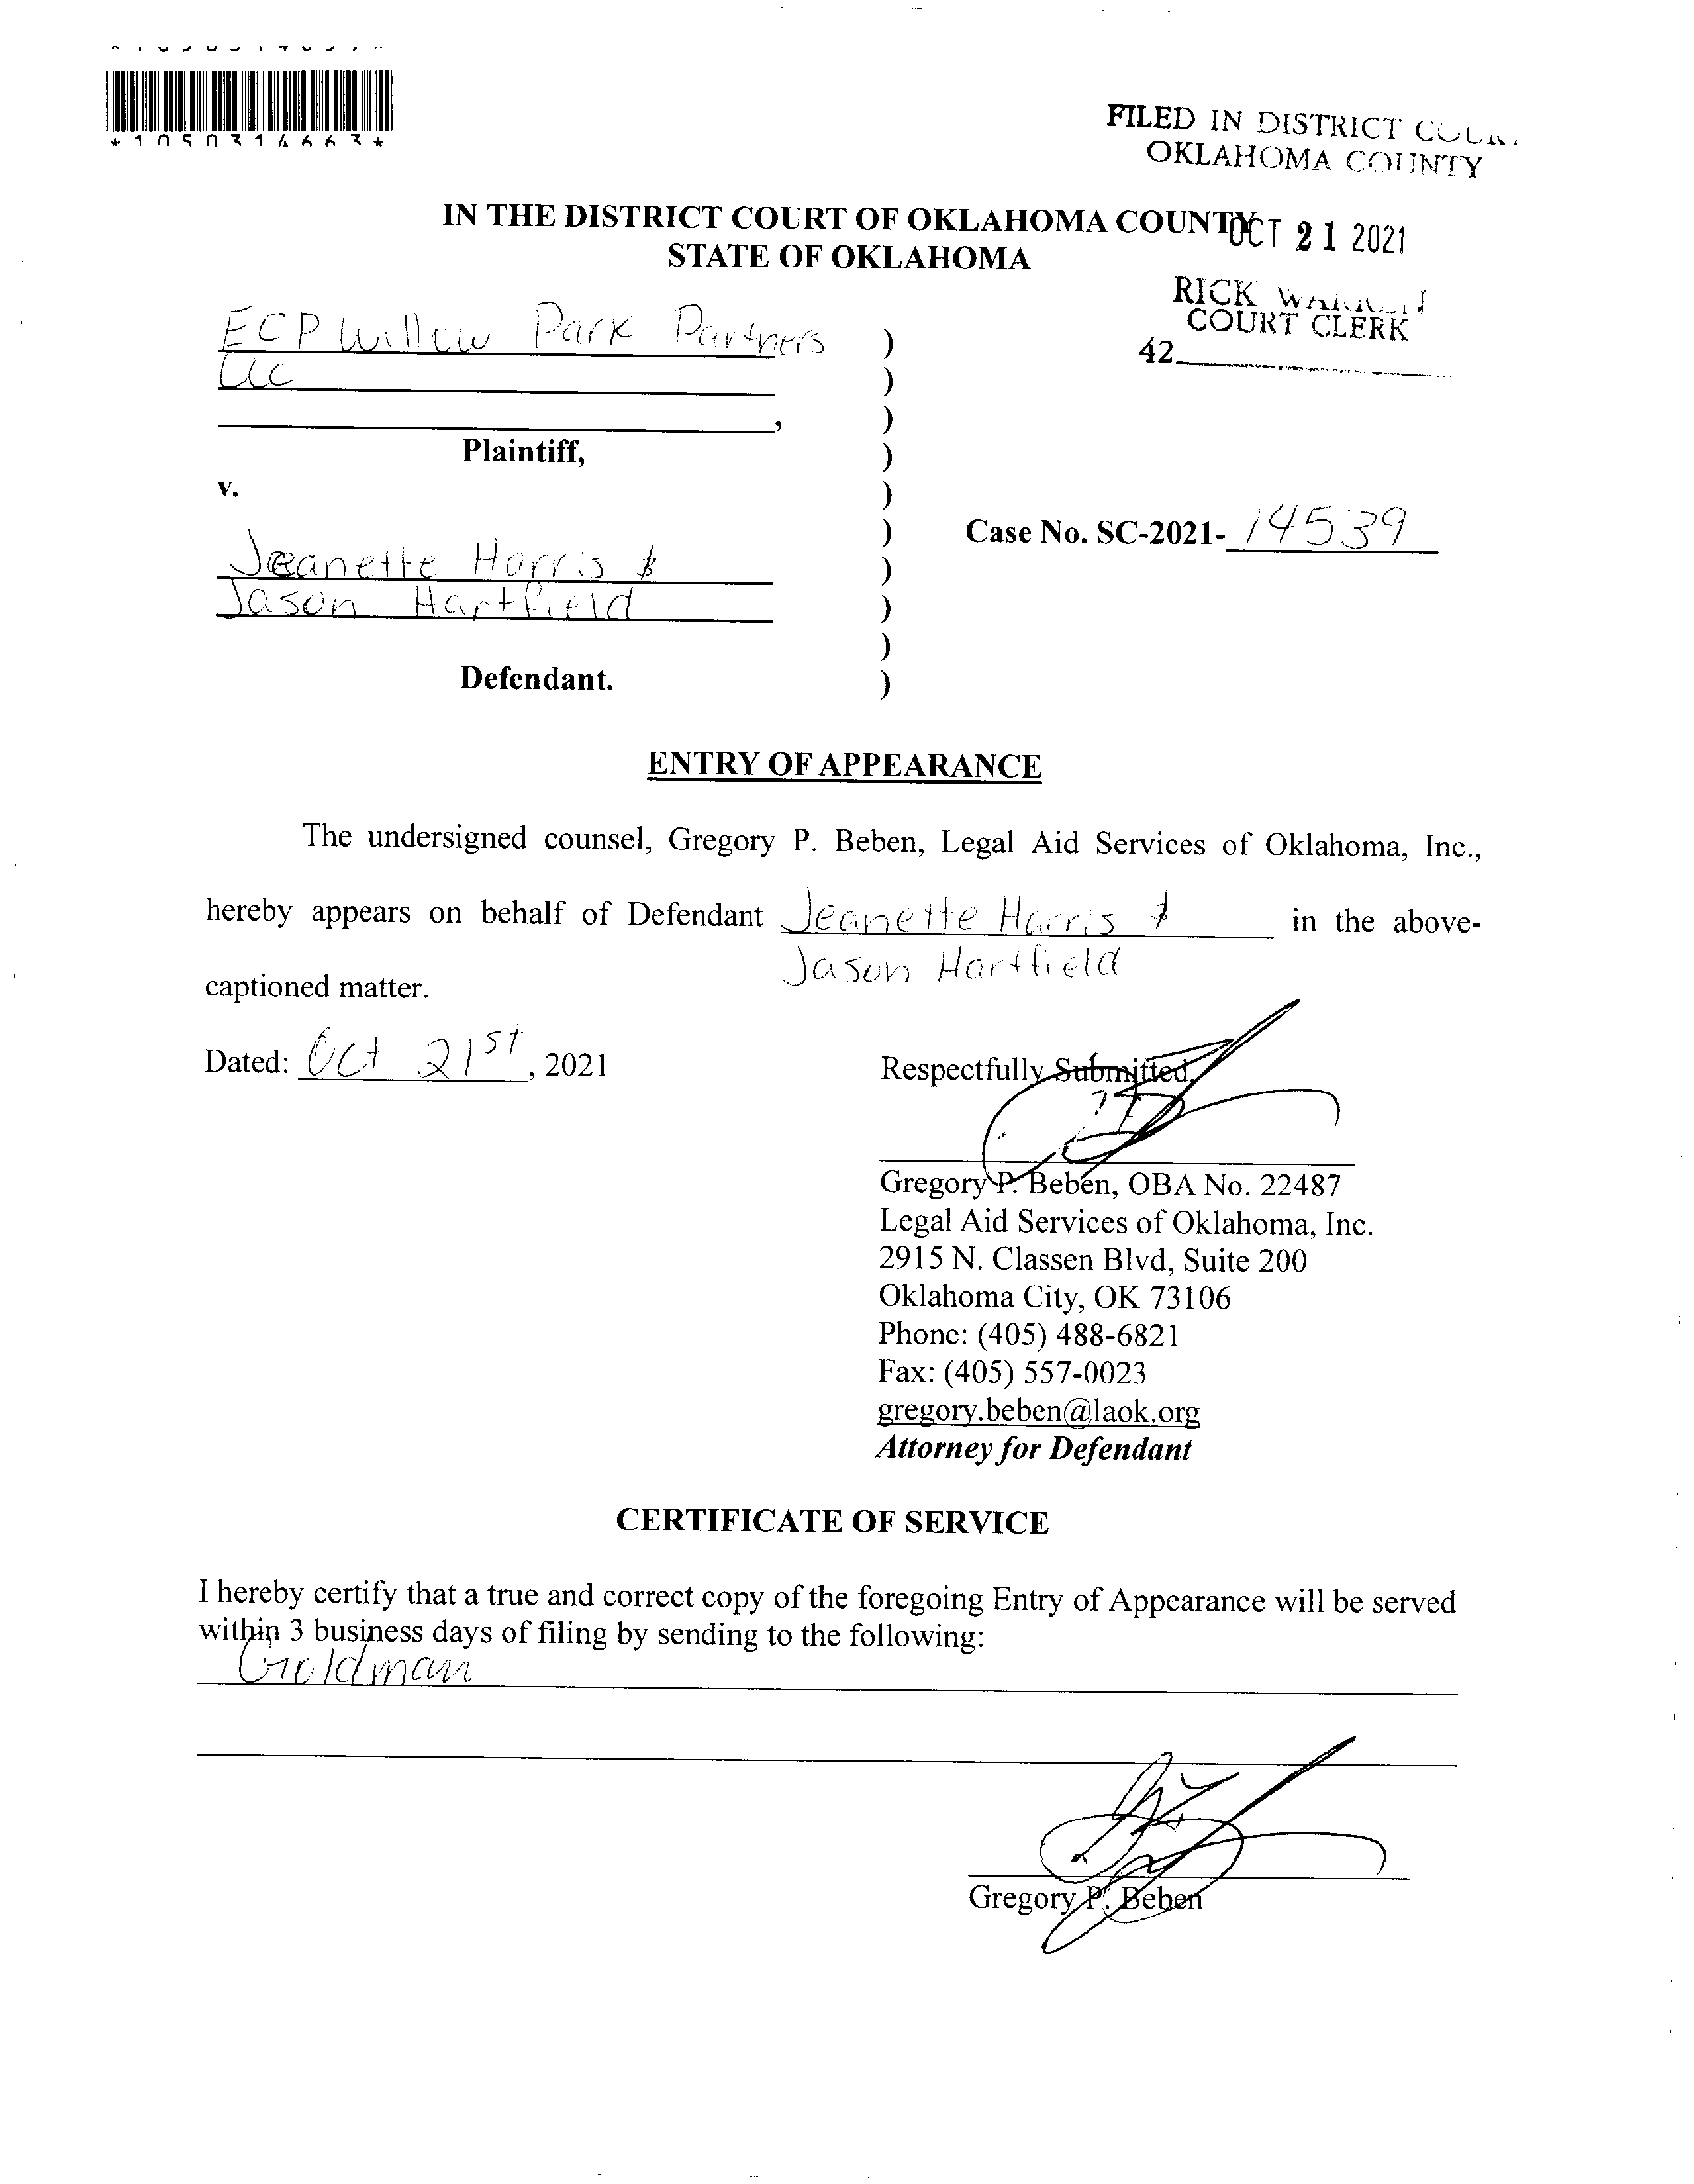 FILED IN DISTRICT
OKLAHOMA COUNTY
IN THE DISTRICT COURT OF OKLAHOMA COUNTY
OCT 21 2021
STATE OF OKLAHOMA
RICK
COURT CLERK
42
ECP Willow Park Partners )
LLC )
, )
Plaintiff, )
v. )
) Case No. SC-2021- 14539
Jeanette Harris & )
Jason Hartfield )
)
Defendant. )
ENTRY OF APPEARANCE
The undersigned counsel, Gregory P. Beben, Legal Aid Services of Oklahoma, Inc.,
hereby appears on behalf of Defendant Jeanette Harris & in the above-
Jason Hartfield
captioned matter.
Dated: Oct 21st, 2021
Respectfully Submitted,
Gregory P. Beben, OBA No. 22487
Legal Aid Services of Oklahoma, Inc.
2915 N. Classen Blvd, Suite 200
Oklahoma City, OK 73106
Phone: (405) 488-6821
Fax: (405) 557-0023
gregory.beben@laok.org
Attorney for Defendant
CERTIFICATE OF SERVICE
I hereby certify that a true and correct copy of the foregoing Entry of Appearance will be served
within 3 business days of filing by sending to the following:
Goldman
Gregory P. Beben